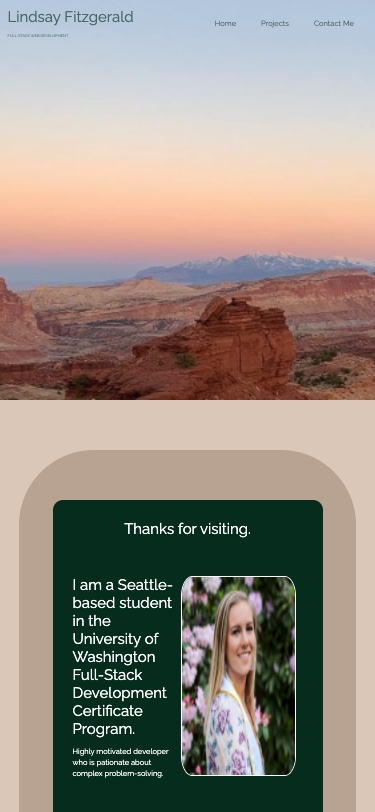 Lindsay Fitzgerald
Home Projects Contact Me
FULL-STACK WEB DEVELOPMENT
Thanks for visiting.
I am a Seattle-
based student
in the
University of
Washington
Full-Stack
Development
Certificate
Program.
Highly motivated developer
who is pationate about
complex problem-solving.